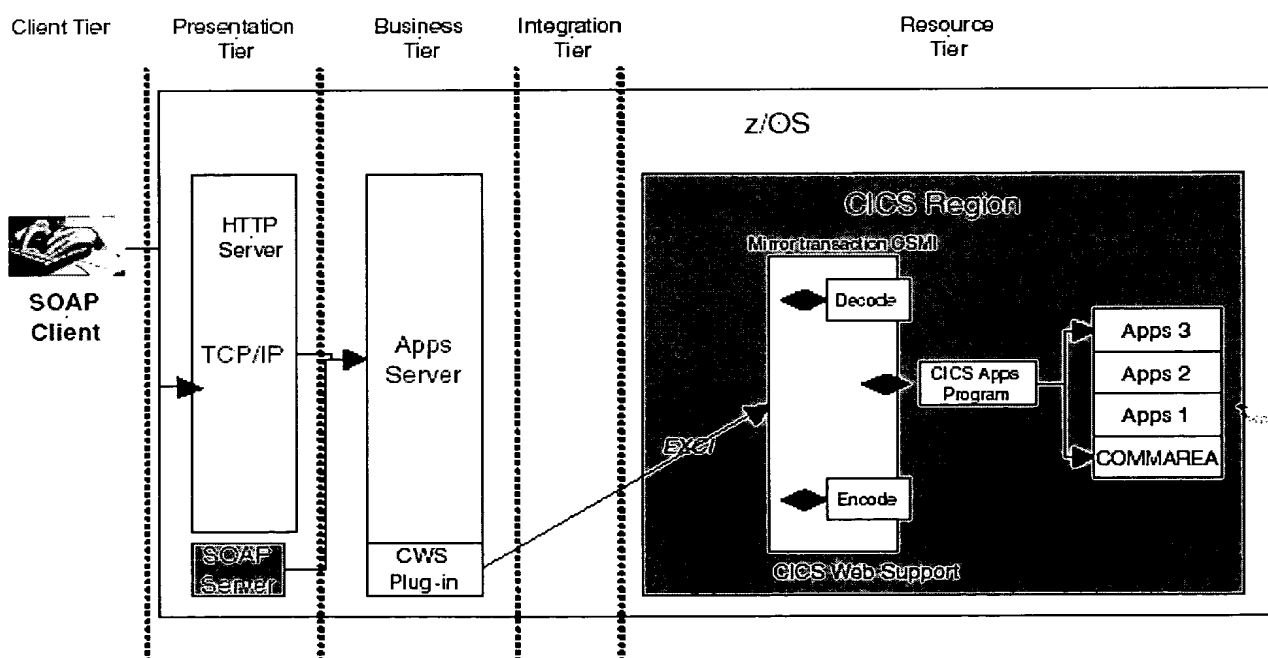 Client Tier
Presentation
Tier
Business
Tier
Integration
Tier
Resource
Tier
z/OS
CICS Region
Mirror transaction CSMI
HTTP
Server
Decode
SOAP
Client
TCP/IP
Apps
Server
CICS Apps
Program
Apps 3
Apps 2
Apps 1
COMMAREA
EXCI
Encode
SOAP
Server
CWS
Plug-in
CICS Web Support